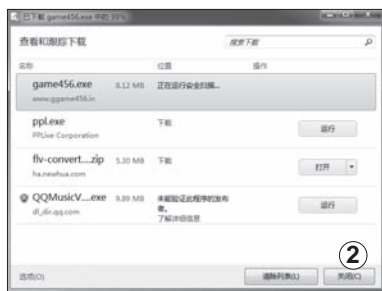 已下载 game456.exe 中的 99%
查看和跟踪下载
搜索下载
名称 位置 操作
game456.exe 8.12 MB 正在运行安全扫描...
www.ggame456.in
ppl.exe 下载 运行
PPLive Corporation
flv-convert....zip 5.30 MB 下载 打开
ha.newhua.com
QQMusicV....exe 9.89 MB 未能验证此程序的发布者。 运行
dl_dir.qq.com 了解详细信息
②
选项(O) 清除列表(L) 关闭(C)